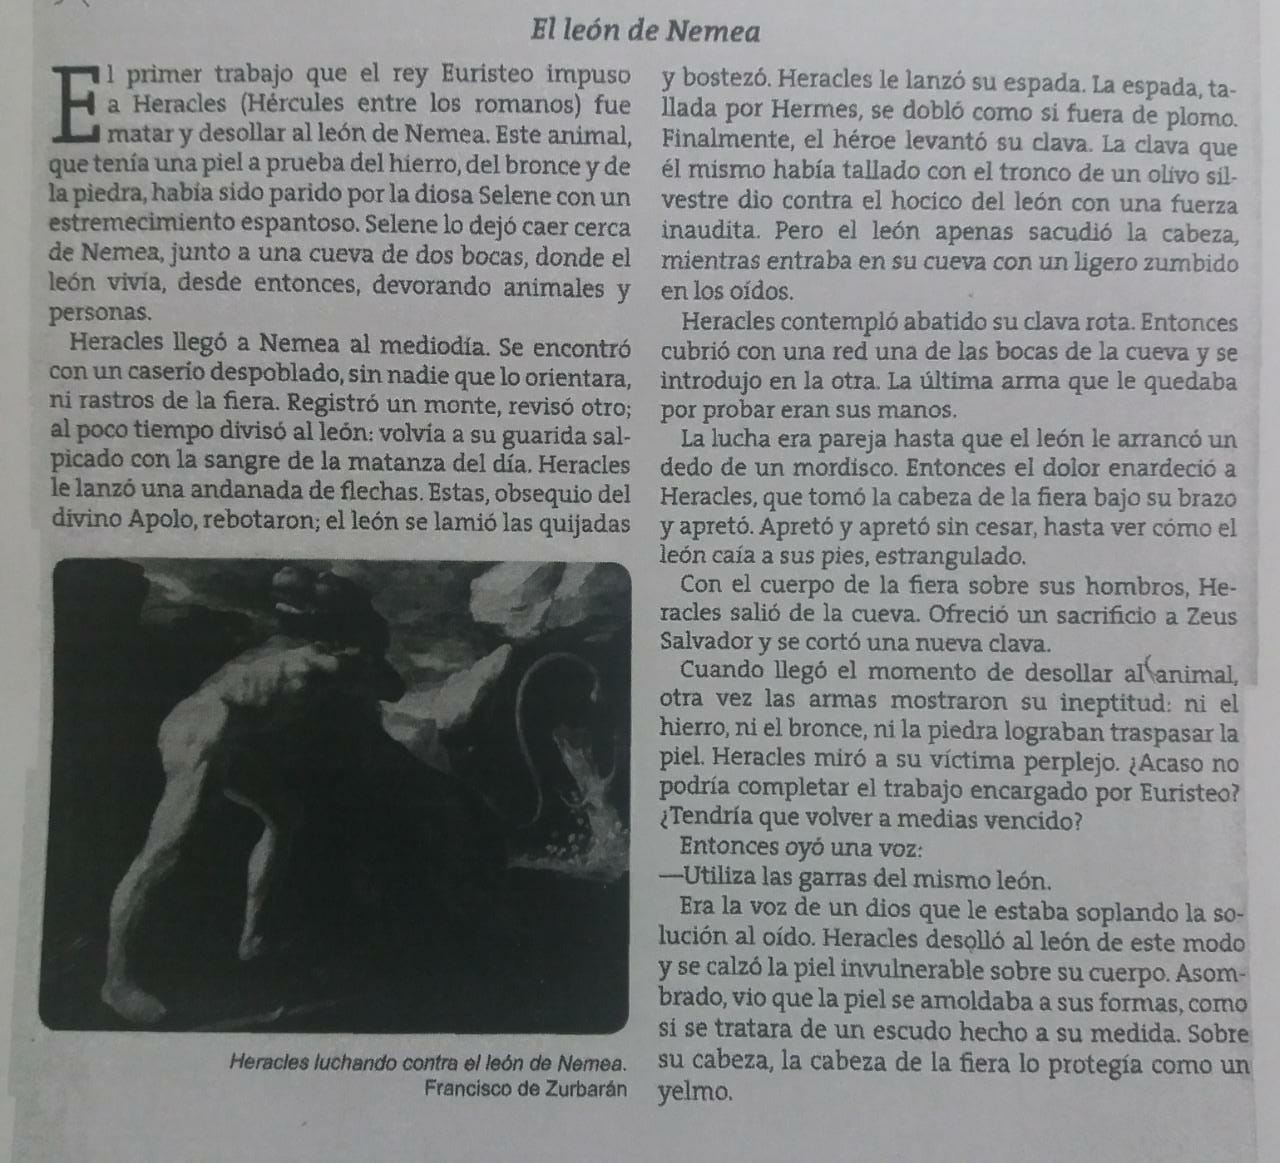 El león de Nemea
El primer trabajo que el rey Euristeo impuso
a Heracles (Hércules entre los romanos) fue
matar y desollar al león de Nemea. Este animal,
que tenía una piel a prueba del hierro, del bronce y de
la piedra, había sido parido por la diosa Selene con un
estremecimiento espantoso. Selene lo dejó caer cerca
de Nemea, junto a una cueva de dos bocas, donde el
león vivía, desde entonces, devorando animales y
personas.
Heracles llegó a Nemea al mediodía. Se encontró
con un caserío despoblado, sin nadie que lo orientara,
ni rastros de la fiera. Registró un monte, revisó otro;
al poco tiempo divisó al león: volvía a su guarida sal-
picado con la sangre de la matanza del día. Heracles
le lanzó una andanada de flechas. Estas, obsequio del
divino Apolo, rebotaron; el león se lamió las quijadas
Heracles luchando contra el león de Nemea.
Francisco de Zurbarán
y bostezó. Heracles le lanzó su espada. La espada, ta-
llada por Hermes, se dobló como si fuera de plomo.
Finalmente, el héroe levantó su clava. La clava que
él mismo había tallado con el tronco de un olivo sil-
vestre dio contra el hocico del león con una fuerza
inaudita. Pero el león apenas sacudió la cabeza,
mientras entraba en su cueva con un ligero zumbido
en los oídos.
Heracles contempló abatido su clava rota. Entonces
cubrió con una red una de las bocas de la cueva y se
introdujo en la otra. La última arma que le quedaba
por probar eran sus manos.
La lucha era pareja hasta que el león le arrancó un
dedo de un mordisco. Entonces el dolor enardeció a
Heracles, que tomó la cabeza de la fiera bajo su brazo
y apretó. Apretó y apretó sin cesar, hasta ver cómo el
león caía a sus pies, estrangulado.
Con el cuerpo de la fiera sobre sus hombros, He-
racles salió de la cueva. Ofreció un sacrificio a Zeus
Salvador y se cortó una nueva clava.
Cuando llegó el momento de desollar al animal,
otra vez las armas mostraron su ineptitud: ni el
hierro, ni el bronce, ni la piedra lograban traspasar la
piel. Heracles miró a su víctima perplejo. ¿Acaso no
podría completar el trabajo encargado por Euristeo?
¿Tendría que volver a medias vencido?
Entonces oyó una voz:
—Utiliza las garras del mismo león.
Era la voz de un dios que le estaba soplando la so-
lución al oído. Heracles desolló al león de este modo
y se calzó la piel invulnerable sobre su cuerpo. Asom-
brado, vio que la piel se amoldaba a sus formas, como
si se tratara de un escudo hecho a su medida. Sobre
su cabeza, la cabeza de la fiera lo protegía como un
yelmo.